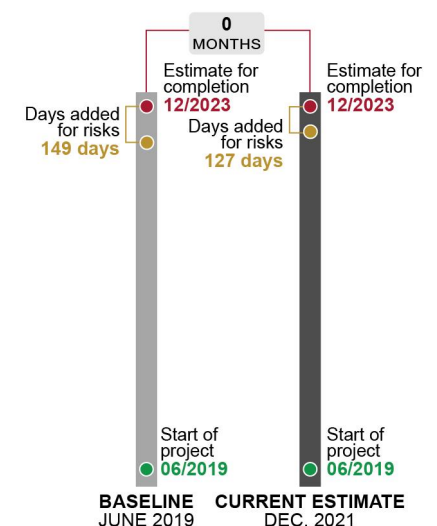 0
MONTHS
Estimate for
completion
12/2023
Days added
for risks
149 days
Start of
project
06/2019
BASELINE
JUNE 2019
Estimate for
completion
12/2023
Days added
for risks
127 days
Start of
project
06/2019
CURRENT ESTIMATE
DEC. 2021